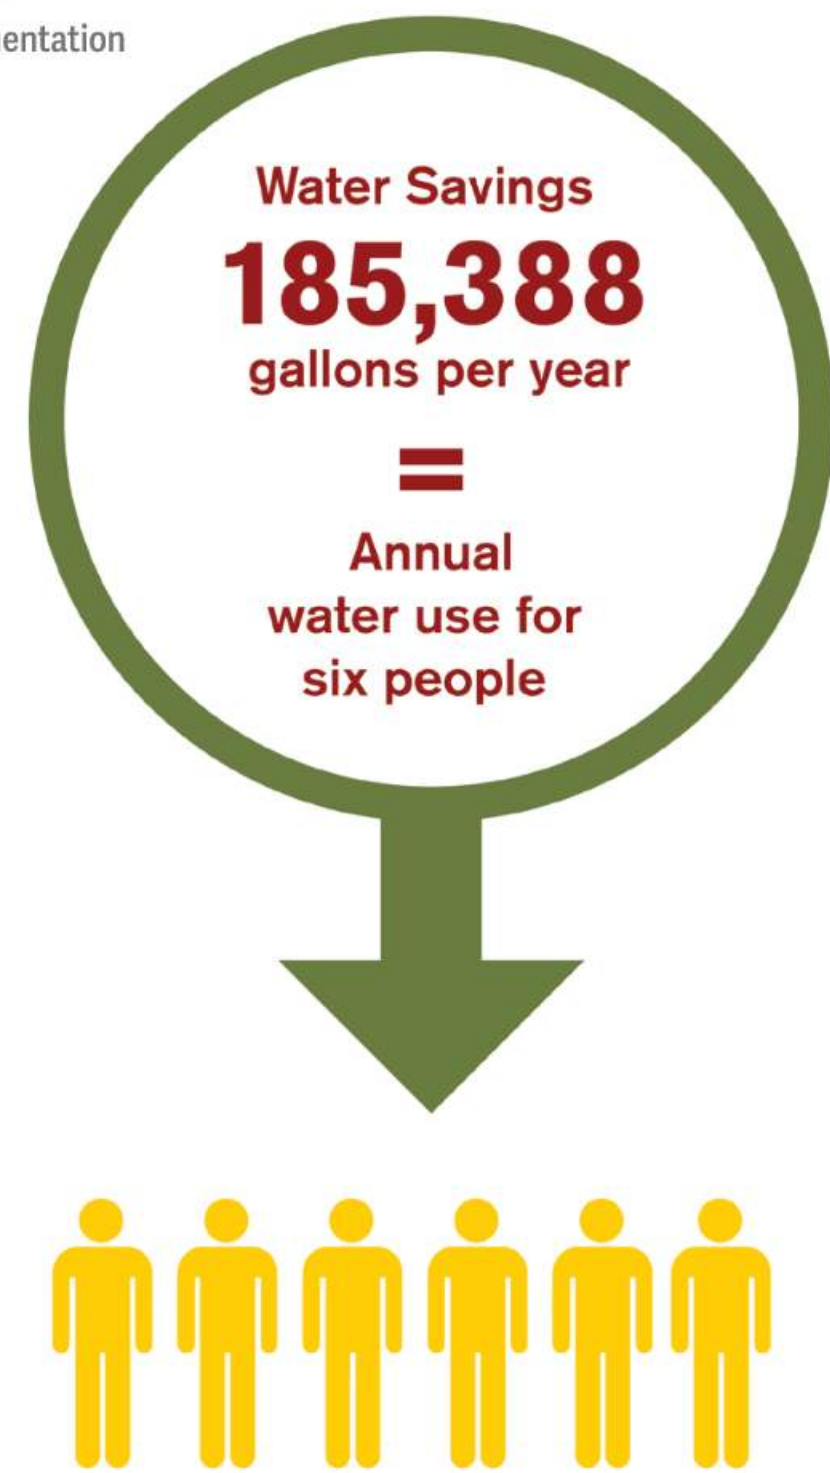 entation
Water Savings
185,388
gallons per year
=
Annual
water use for
six people